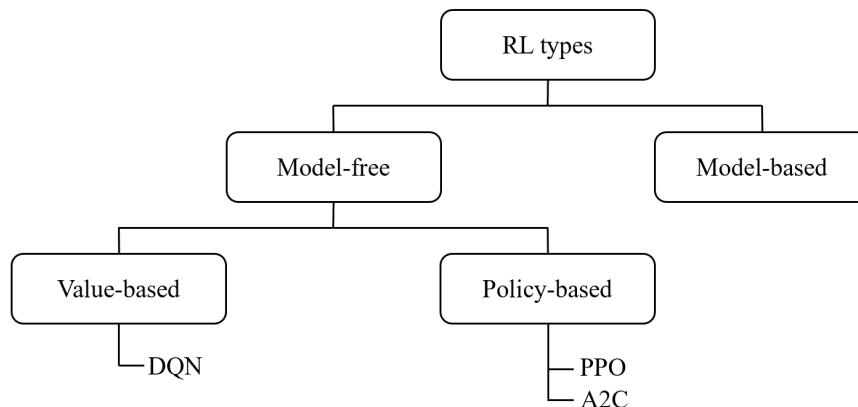 RL types
Model-free
Model-based
Value-based
Policy-based
DQN
PPO
A2C